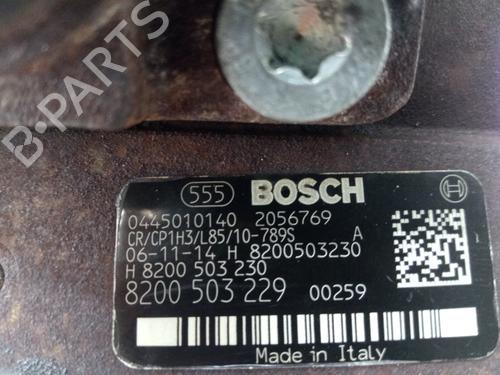 B-PARTS
555 BOSCH
0445010140 2056769
CR/CP1H3/L85/10-789S A
06-11-14 H 8200503230
H 8200 503 230
8200 503 229 00259
Made in Italy